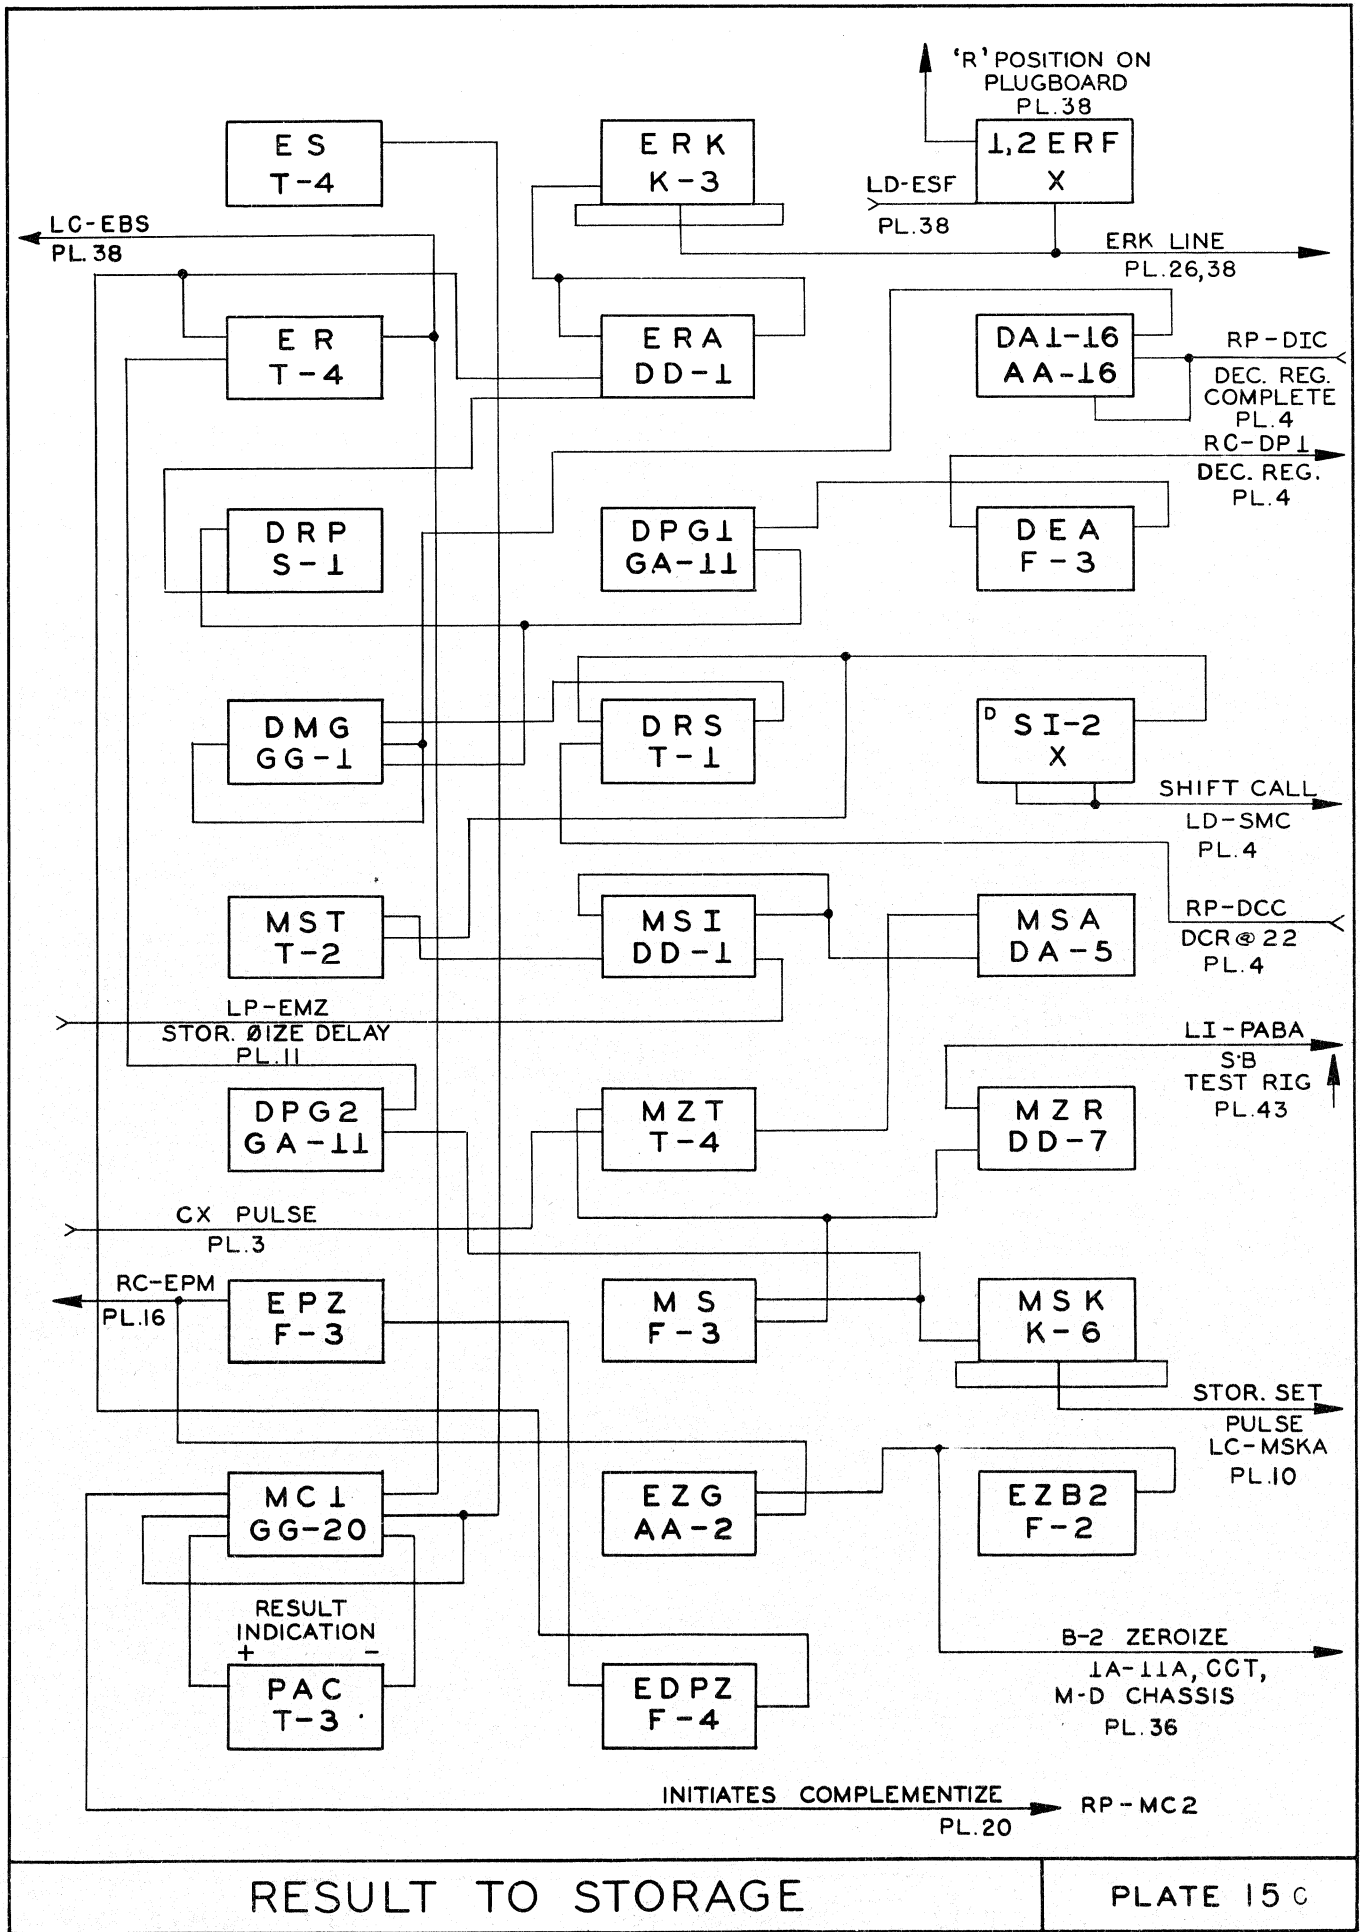 'R' POSITION ON
PLUGBOARD
PL.38
ES
T-4
ERK
K-3
1,2 ERF
X
LD-ESF
PL.38
LC-EBS
PL.38
ERK LINE
PL.26,38
ER
T-4
ERA
DD-1
DA1-16
AA-16
RP-DIC
DEC. REG.
COMPLETE
PL.4
RC-DP1
DEC. REG.
PL.4
DRP
S-1
DPG1
GA-11
DEA
F-3
DMG
GG-1
DRS
T-1
D
SI-2
X
SHIFT CALL
LD-SMC
PL.4
MST
T-2
MSI
DD-1
MSA
DA-5
RP-DCC
DCR@22
PL.4
LP-EMZ
STOR. ØIZE DELAY
PL.11
LI-PABA
S·B
TEST RIG
PL.43
DPG2
GA-11
MZT
T-4
MZR
DD-7
CX PULSE
PL.3
RC-EPM
PL.16
EPZ
F-3
MS
F-3
MSK
K-6
STOR. SET
PULSE
LC-MSKA
PL.10
MC1
GG-20
EZG
AA-2
EZB2
F-2
RESULT
INDICATION
+ -
PAC
T-3
EDPZ
F-4
B-2 ZEROIZE
1A-11A, CCT,
M-D CHASSIS
PL.36
INITIATES COMPLEMENTIZE
PL.20
RP-MC2
RESULT TO STORAGE
PLATE 15 C